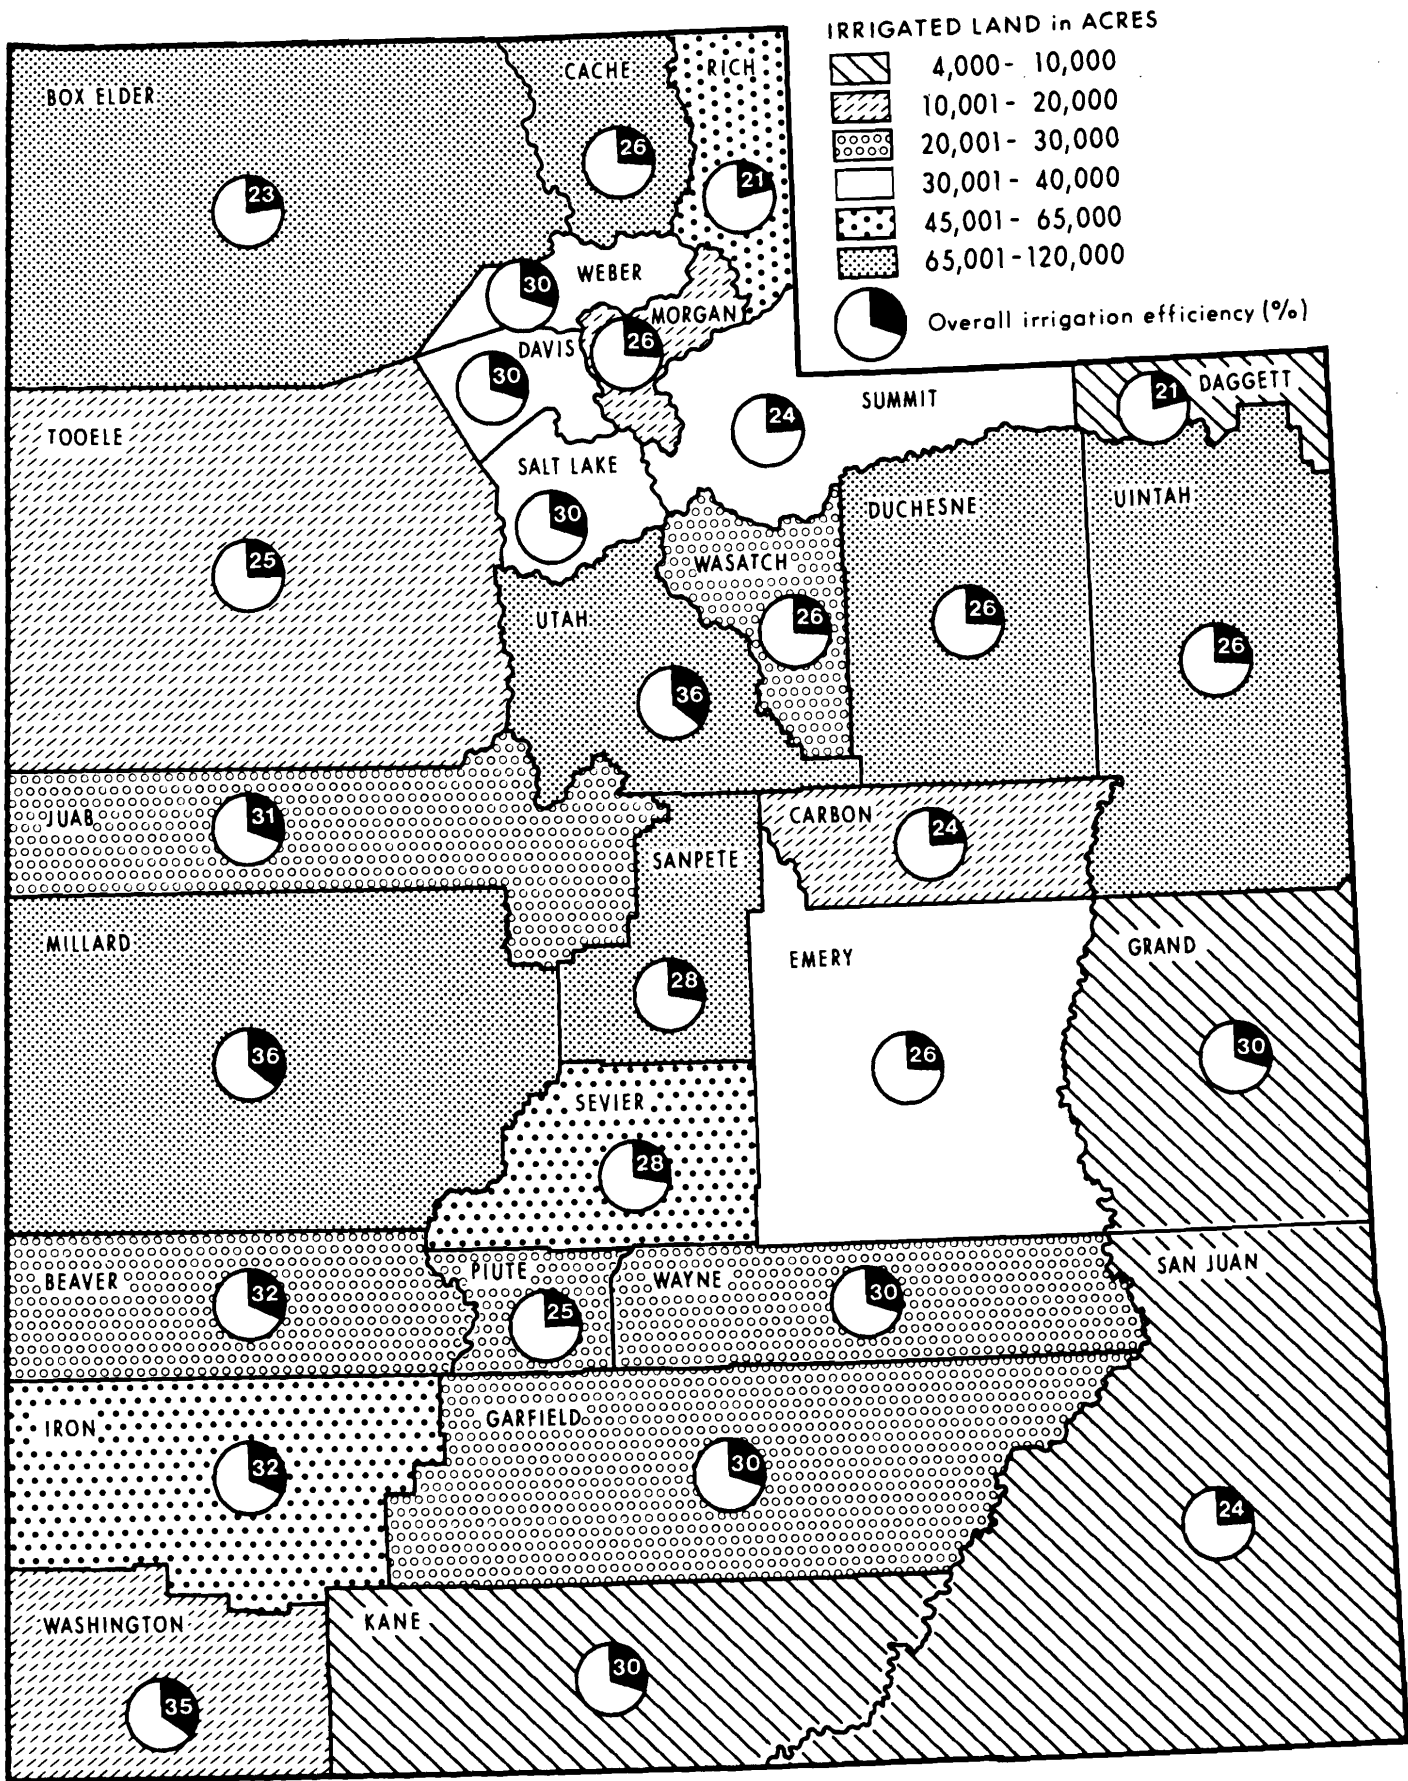 IRRIGATED LAND in ACRES
4,000 - 10,000
10,001 - 20,000
20,001 - 30,000
30,001 - 40,000
45,001 - 65,000
65,001 - 120,000
Overall irrigation efficiency (%)
BOX ELDER
23
CACHE
26
RICH
21
WEBER
30
MORGAN
26
DAVIS
30
SUMMIT
24
DAGGETT
21
TOOELE
25
SALT LAKE
30
DUCHESNE
26
UINTAH
26
WASATCH
26
UTAH
36
JUAB
31
CARBON
24
SANPETE
28
MILLARD
36
EMERY
26
GRAND
30
SEVIER
28
BEAVER
32
PIUTE
25
WAYNE
30
SAN JUAN
24
IRON
32
GARFIELD
30
WASHINGTON
35
KANE
30